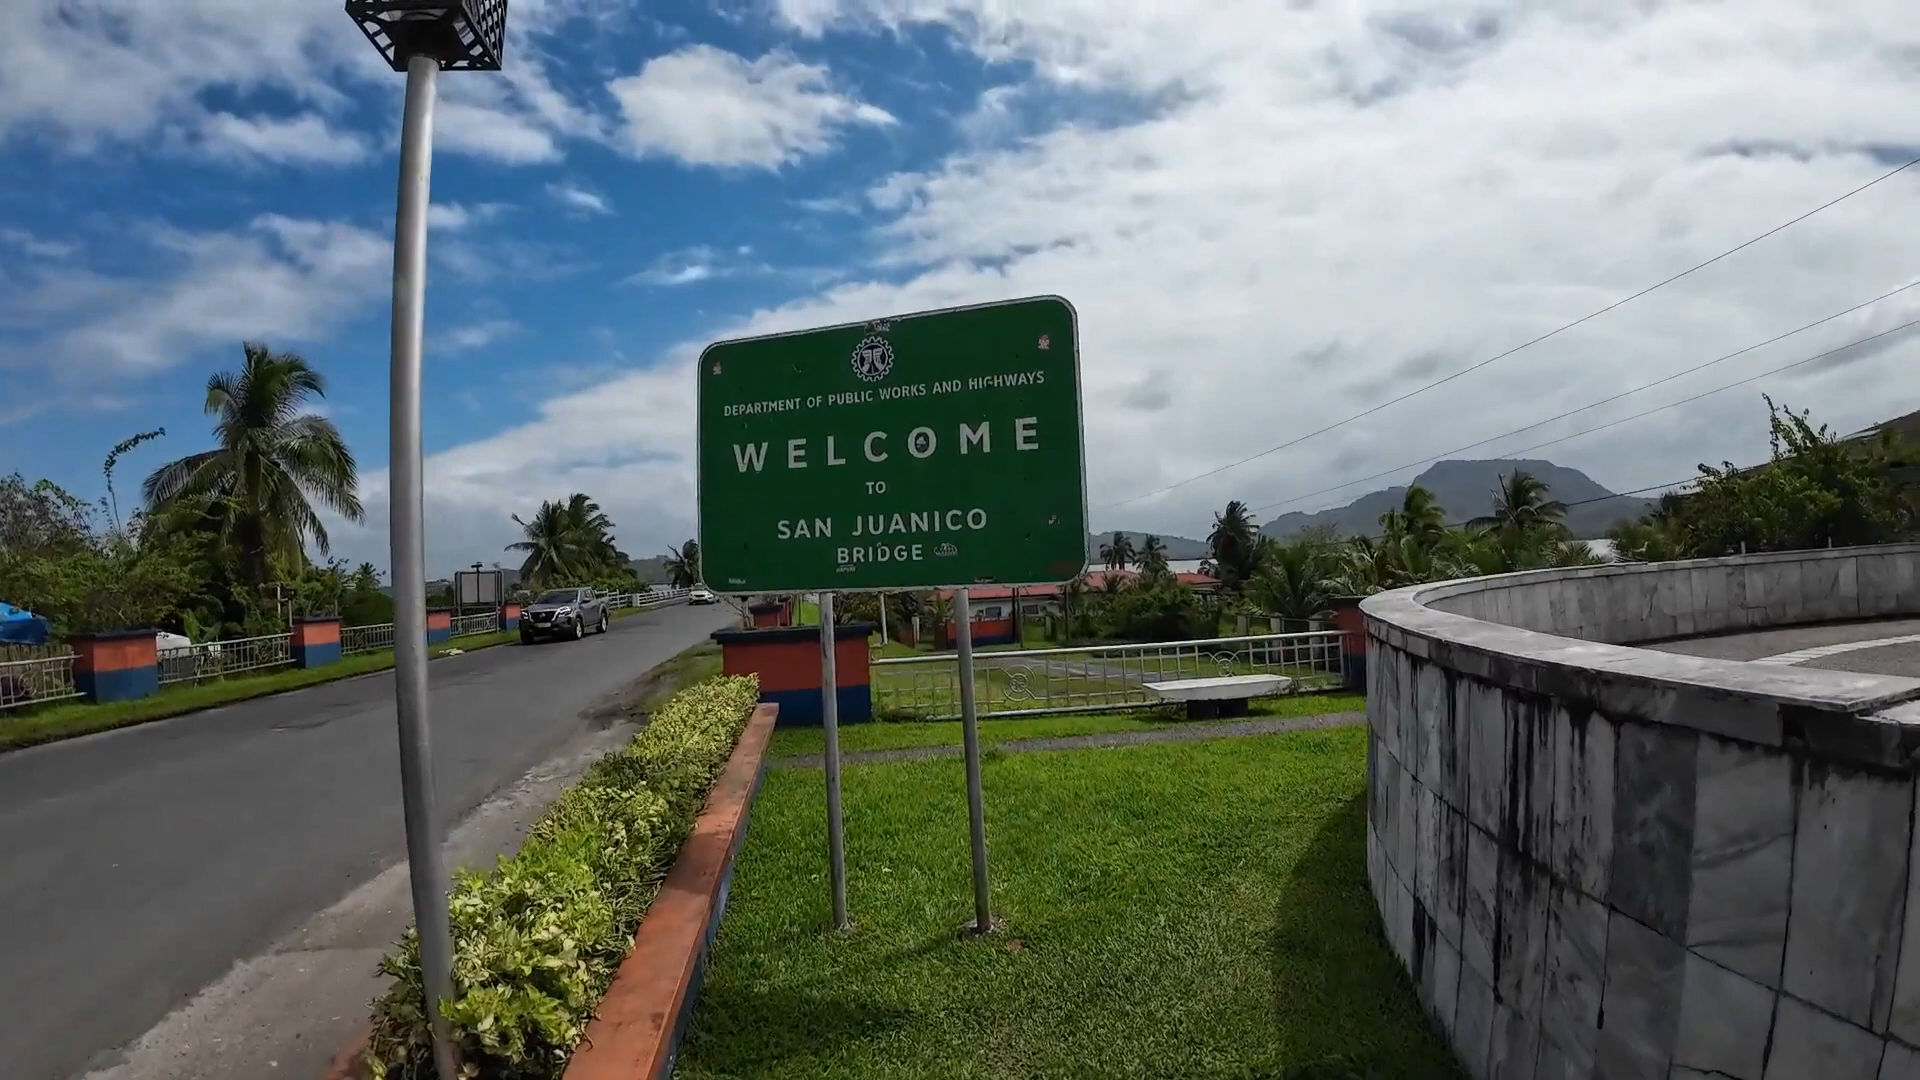 DEPARTMENT OF PUBLIC WORKS AND HIGHWAYS
WELCOME
TO
SAN JUANICO
BRIDGE